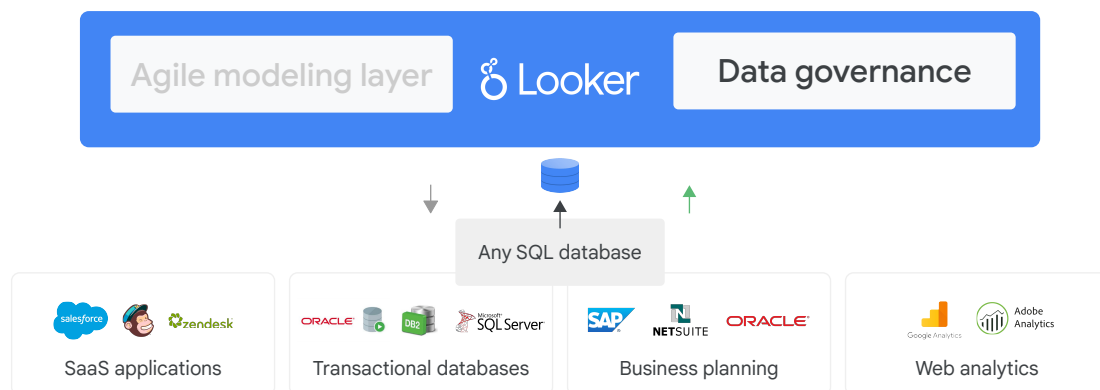 Agile modeling layer
Looker
Data governance
Any SQL database
salesforce
zendesk
ORACLE
DB2
Microsoft
SQL Server
SAP
NETSUITE
ORACLE
Google Analytics
Adobe
Analytics
SaaS applications
Transactional databases
Business planning
Web analytics